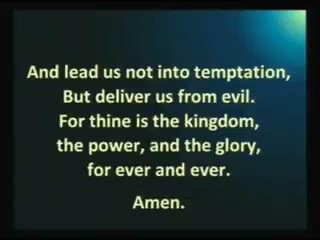 And lead us not into temptation,
But deliver us from evil.
For thine is the kingdom,
the power, and the glory,
for ever and ever.
Amen.